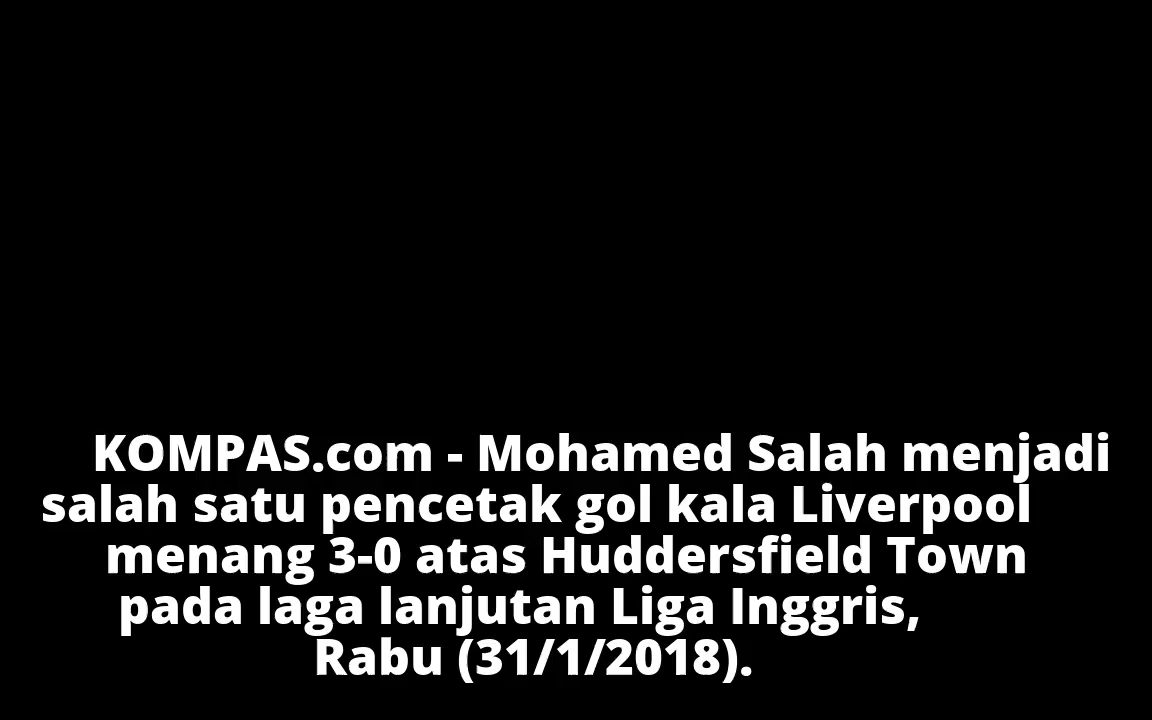 KOMPAS.com - Mohamed Salah menjadi
salah satu pencetak gol kala Liverpool
menang 3-0 atas Huddersfield Town
pada laga lanjutan Liga Inggris,
Rabu (31/1/2018).